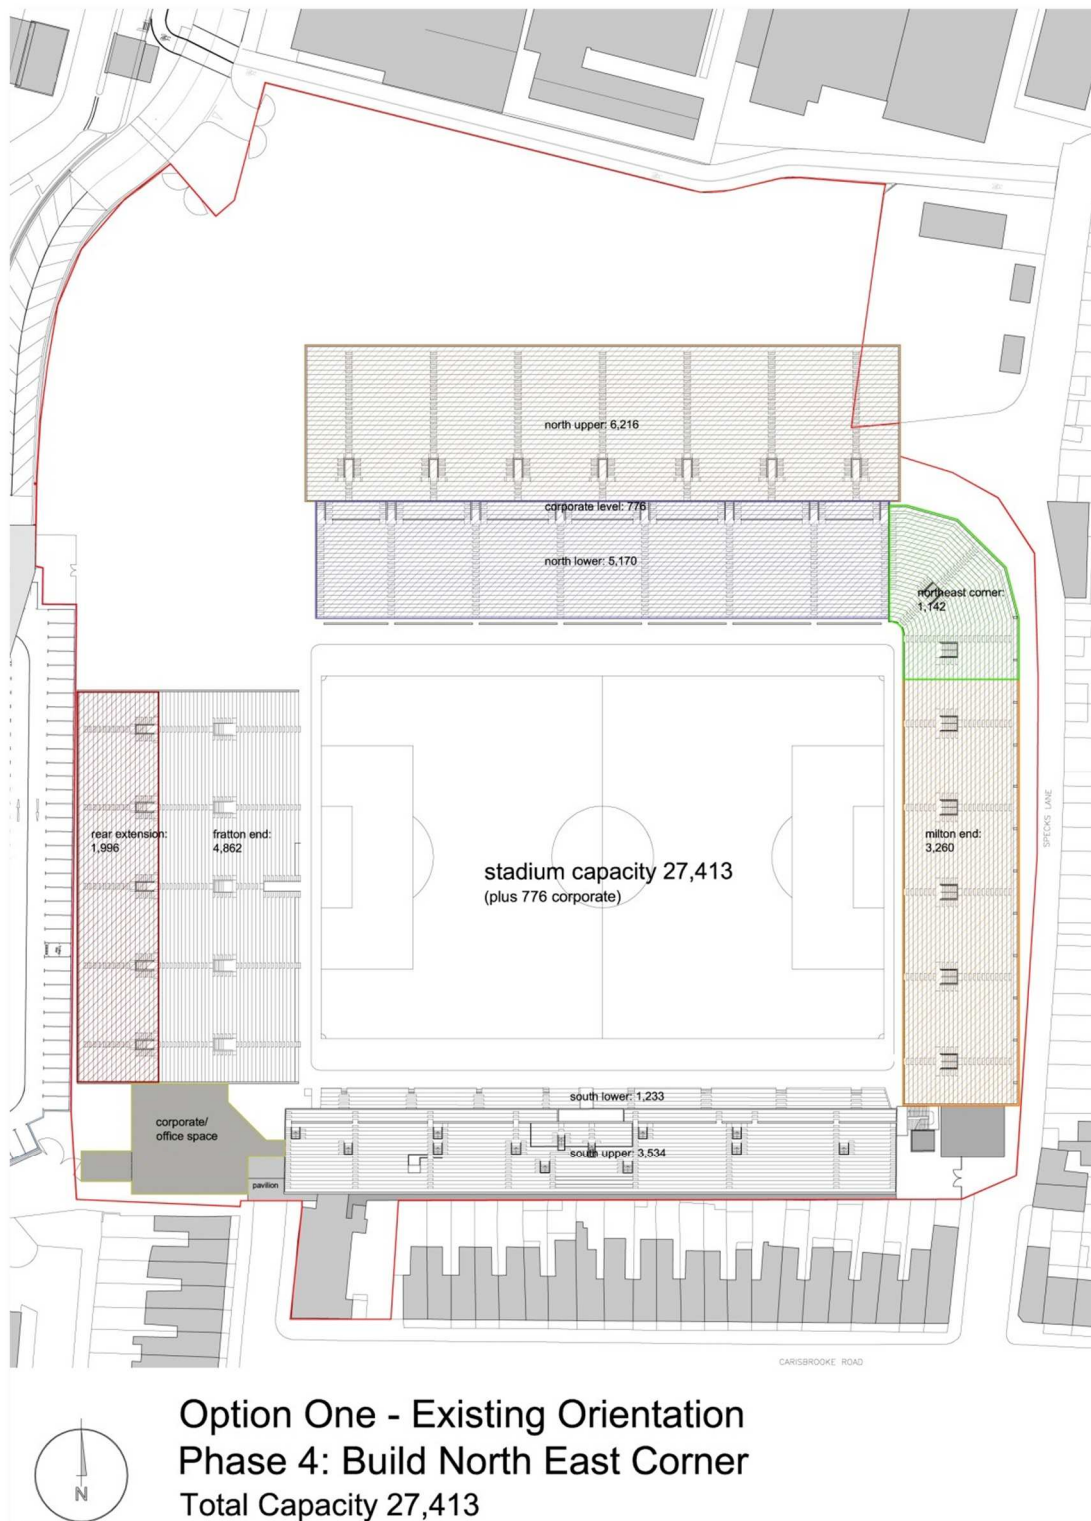 north upper: 6,216
corporate level: 776
north lower: 5,170
northeast corner:
1,142
rear extension:
1,996
fratton end:
4,862
milton end:
3,260
SPECKS LANE
stadium capacity 27,413
(plus 776 corporate)
south lower: 1,233
corporate/
office space
south upper: 3,534
pavilion
CARISBROOKE ROAD
Option One - Existing Orientation
Phase 4: Build North East Corner
N
Total Capacity 27,413